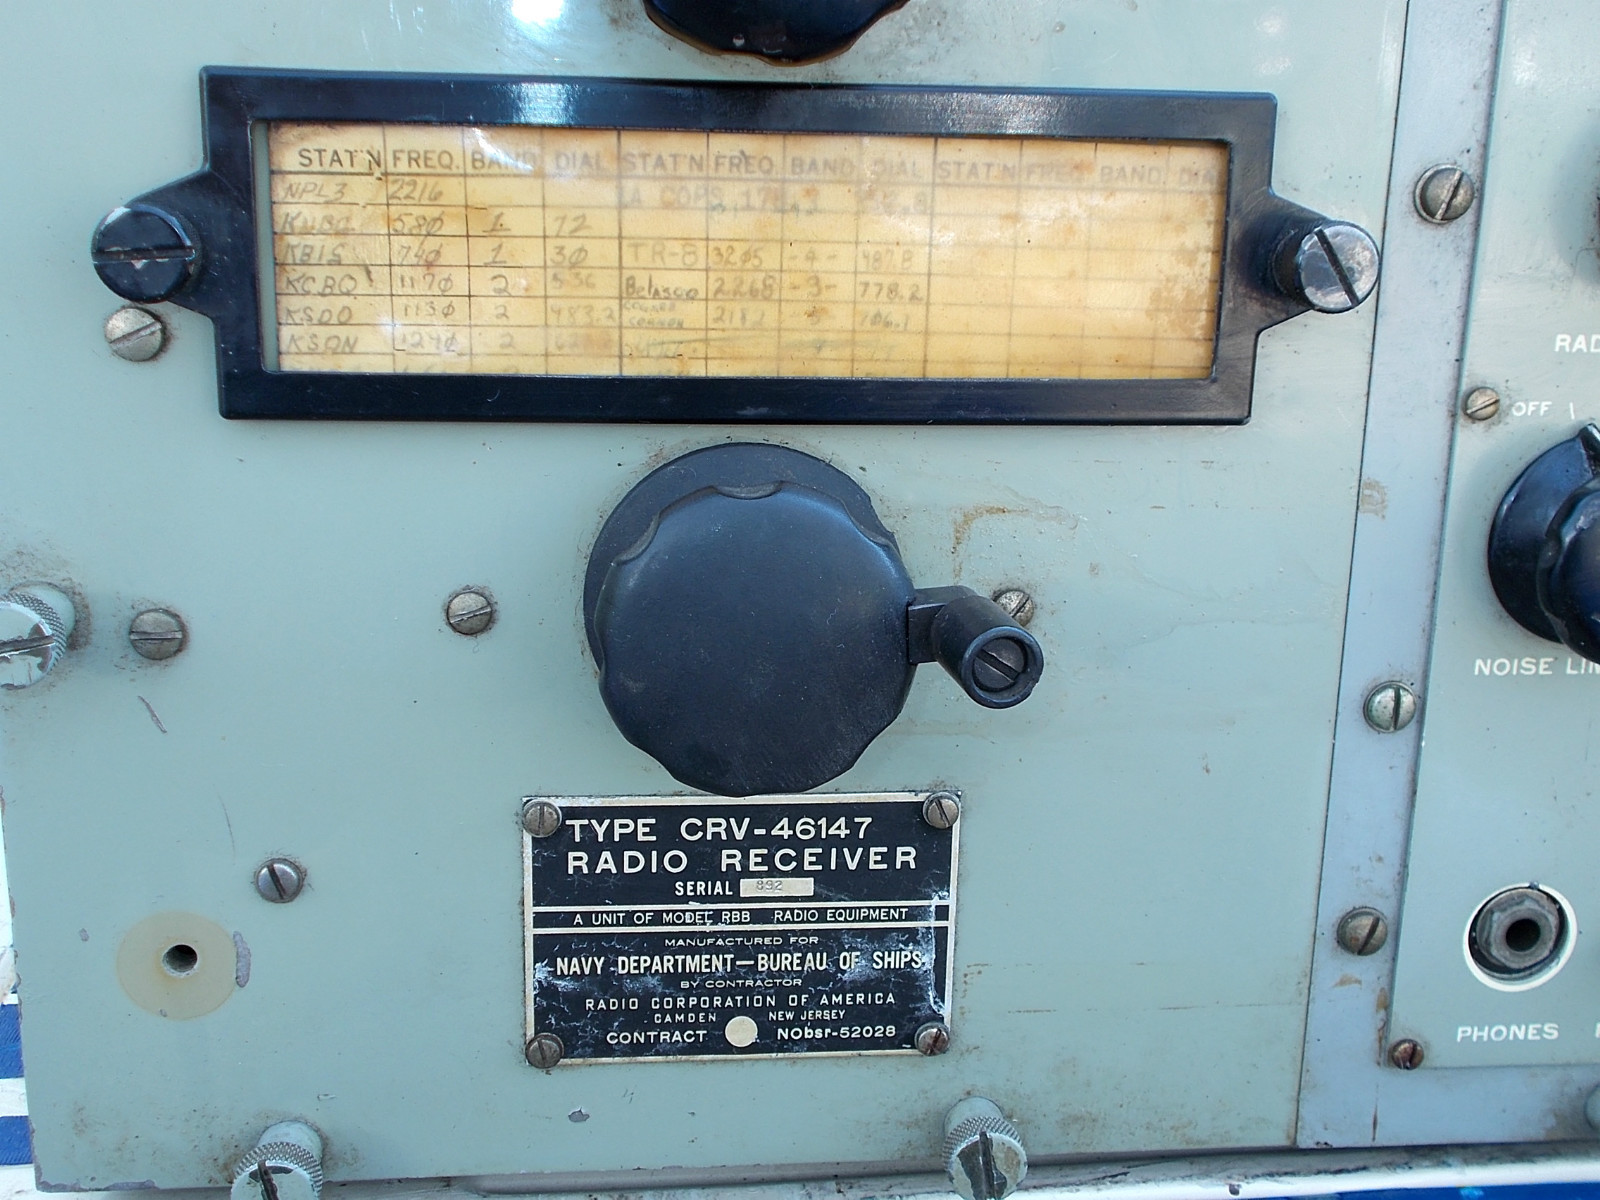 STAT'N FREQ. BAND DIAL STAT'N FREQ. BAND DIAL STAT'N FREQ. BAND. DIA
NPL3 2216
580 1 72
KBIS 740 1 30 TR-8 3205 -4-
KCBQ 1170 2 536 Belasco 2268 -3- 778.2
KSDO 1130 2 483.2 2182
KSON 1240 2
RAD
OFF
NOISE LIM
PHONES
TYPE CRV-46147
RADIO RECEIVER
SERIAL 892
A UNIT OF MODEL RBB RADIO EQUIPMENT
MANUFACTURED FOR
NAVY DEPARTMENT—BUREAU OF SHIPS
BY CONTRACTOR
RADIO CORPORATION OF AMERICA
CAMDEN NEW JERSEY
CONTRACT NObsr-52028